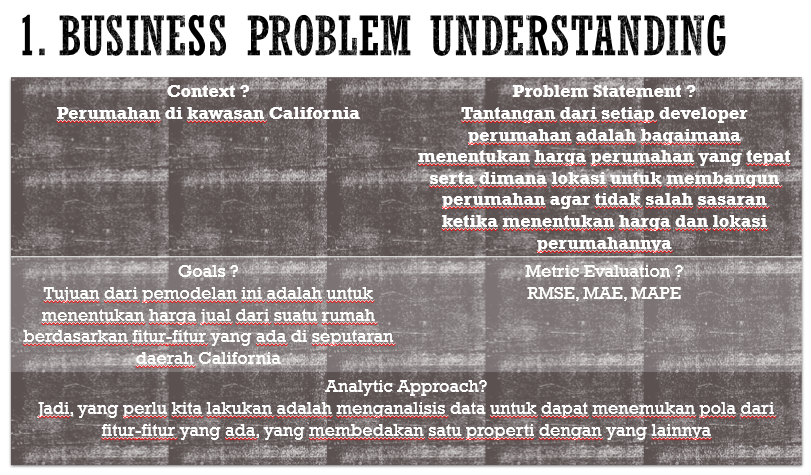 1. BUSINESS PROBLEM UNDERSTANDING
Context ?
Perumahan di kawasan California
Problem Statement ?
Tantangan dari setiap developer
perumahan adalah bagaimana
menentukan harga perumahan yang tepat
serta dimana lokasi untuk membangun
perumahan agar tidak salah sasaran
ketika menentukan harga dan lokasi
perumahannya
Goals ?
Tujuan dari pemodelan ini adalah untuk
menentukan harga jual dari suatu rumah
berdasarkan fitur-fitur yang ada di seputaran
daerah California
Metric Evaluation ?
RMSE, MAE, MAPE
Analytic Approach?
Jadi, yang perlu kita lakukan adalah menganalisis data untuk dapat menemukan pola dari
fitur-fitur yang ada, yang membedakan satu properti dengan yang lainnya